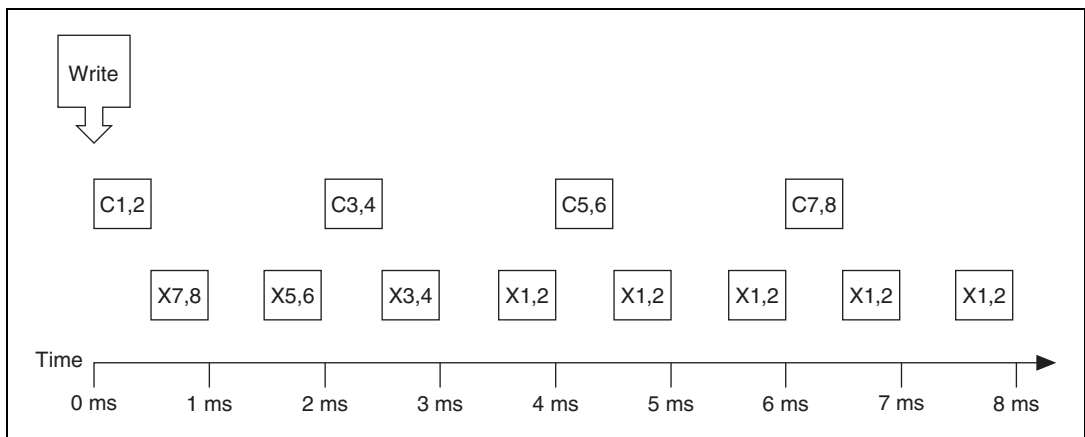 Write
C1,2 C3,4 C5,6 C7,8
X7,8 X5,6 X3,4 X1,2 X1,2 X1,2 X1,2 X1,2
Time
0 ms 1 ms 2 ms 3 ms 4 ms 5 ms 6 ms 7 ms 8 ms